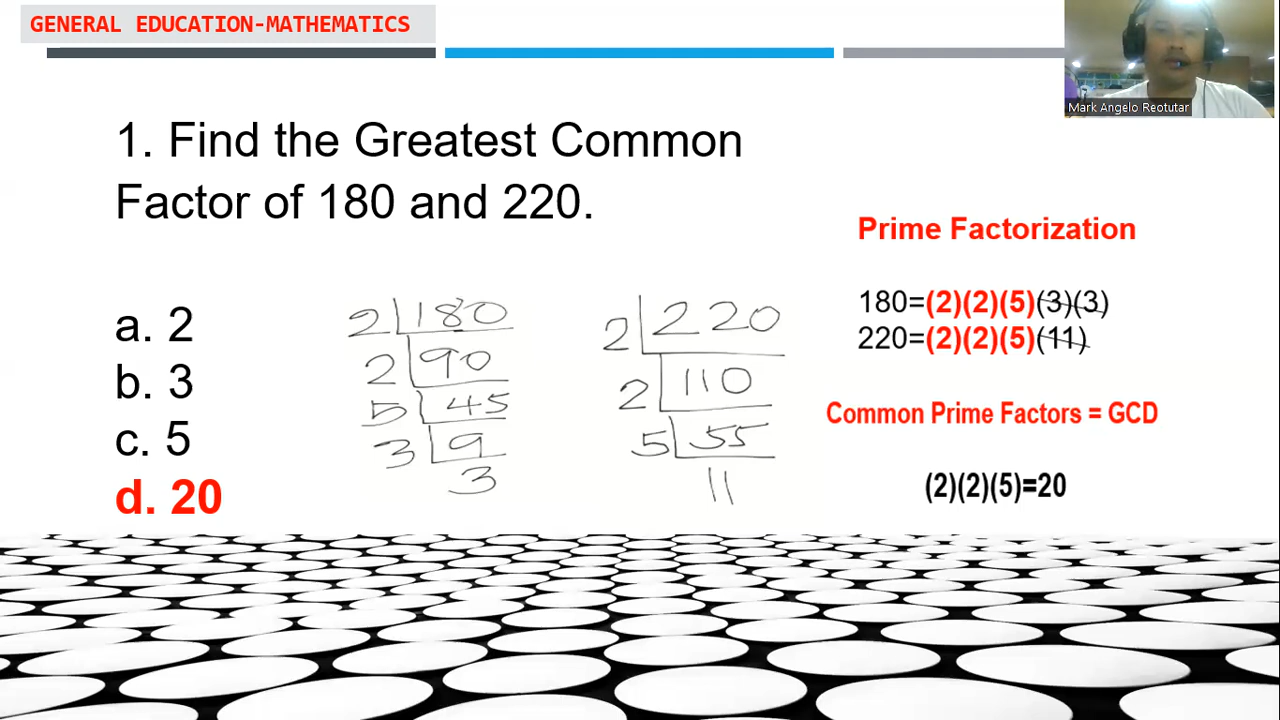 GENERAL EDUCATION-MATHEMATICS
Mark Angelo Reotutar
1. Find the Greatest Common
Factor of 180 and 220.
a. 2
b. 3
c. 5
d. 20
2 180
2 90
5 45
3 9
3
2 220
2 110
5 55
11
Prime Factorization
180=(2)(2)(5)(3)(3)
220=(2)(2)(5)(11)
Common Prime Factors = GCD
(2)(2)(5)=20